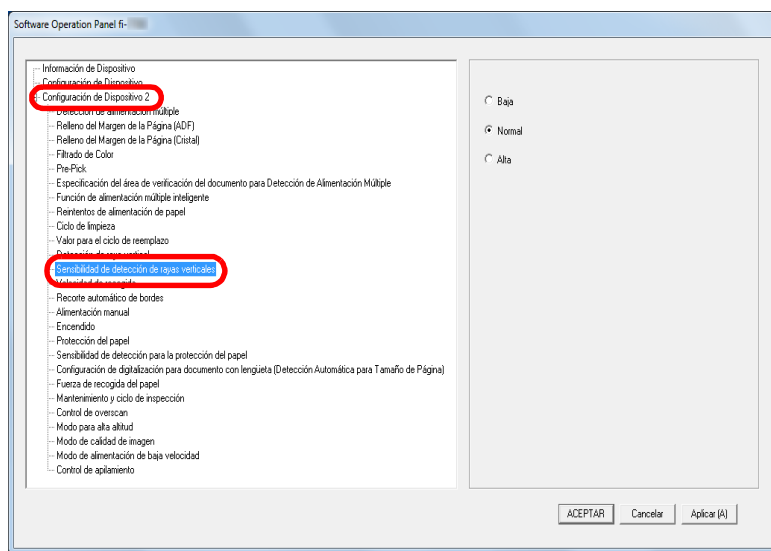 Software Operation Panel fi-
Información de Dispositivo
Configuración de Dispositivo
Configuración de Dispositivo 2
Detección de alimentación múltiple
Relleno del Margen de la Página (ADF)
Relleno del Margen de la Página (Cristal)
Filtrado de Color
Pre-Pick
Especificación del área de verificación del documento para Detección de Alimentación Múltiple
Función de alimentación múltiple inteligente
Reintentos de alimentación de papel
Ciclo de limpieza
Valor para el ciclo de reemplazo
Detección de raya vertical
Sensibilidad de detección de rayas verticales
Velocidad de recogida
Recorte automático de bordes
Alimentación manual
Encendido
Protección del papel
Sensibilidad de detección para la protección del papel
Configuración de digitalización para documento con lengüeta (Detección Automática para Tamaño de Página)
Fuerza de recogida del papel
Mantenimiento y ciclo de inspección
Control de overscan
Modo para alta altitud
Modo de calidad de imagen
Modo de alimentación de baja velocidad
Control de apilamiento
Baja
Normal
Alta
ACEPTAR
Cancelar
Aplicar (A)